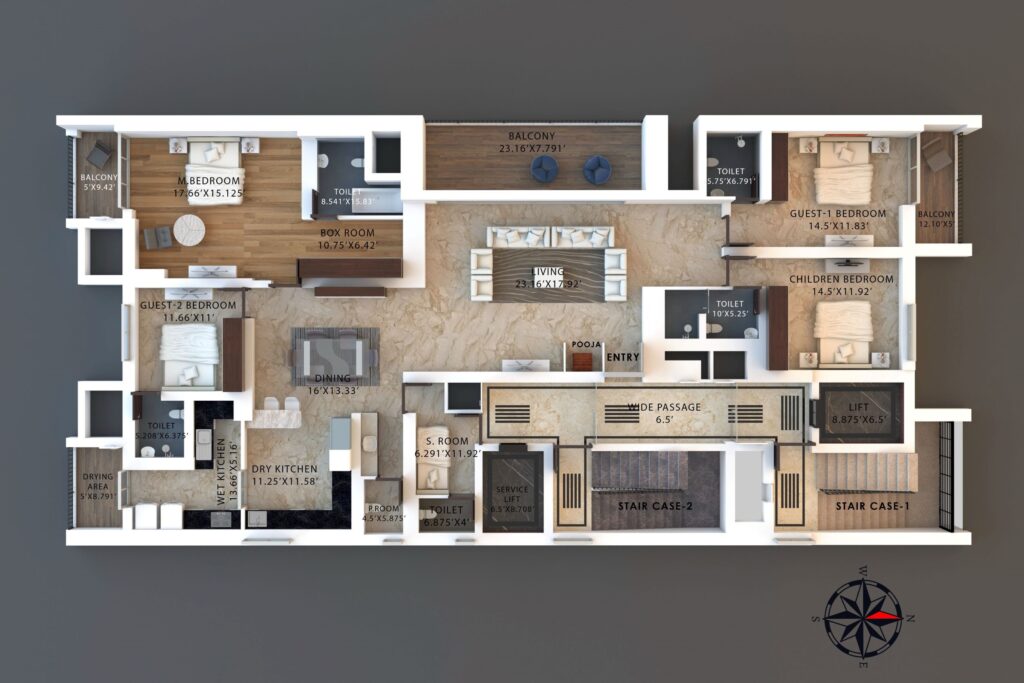 BALCONY
23.16'X7.791'
BALCONY
5'X9.42'
M.BEDROOM
17.66'X15.125'
TOILET
8.541'X15.83'
BOX ROOM
10.75'X6.42'
TOILET
5.75'X6.791'
GUEST-1 BEDROOM
14.5'X11.83'
BALCONY
12.10'X5'
LIVING
23.16'X17.92'
CHILDREN BEDROOM
14.5'X11.92'
GUEST-2 BEDROOM
11.66'X11'
TOILET
10'X5.25'
POOJA
ENTRY
DINING
16'X13.33'
WIDE PASSAGE
6.5'
LIFT
8.875'X6.5'
TOILET
5.208'X6.375'
WET KITCHEN
13.66'X5.16'
DRY KITCHEN
11.25'X11.58'
S. ROOM
6.291'X11.92'
DRYING
AREA
5'X8.791'
P.ROOM
4.5'X5.875'
TOILET
6.875'X4'
SERVICE
LIFT
6.5'X8.708'
STAIR CASE-2
STAIR CASE-1
W
S
N
E